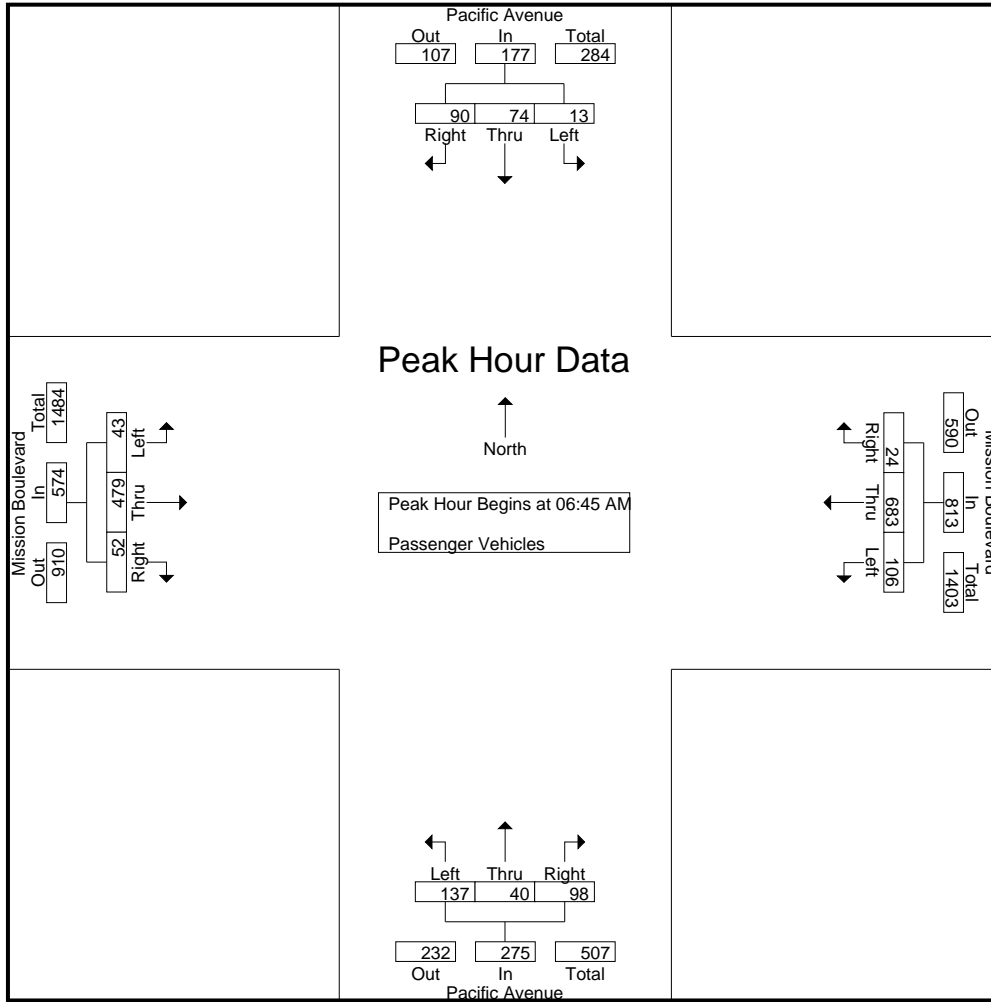 Pacific Avenue
Out In Total
107 177 284
90 74 13
Right Thru Left
Peak Hour Data
North
Peak Hour Begins at 06:45 AM
Passenger Vehicles
Mission Boulevard
Total In Out
1484 574 910
43 479 52
Left Thru Right
Mission Boulevard
Out In Total
590 813 1403
24 683 106
Right Thru Left
Left Thru Right
137 40 98
232 275 507
Out In Total
Pacific Avenue